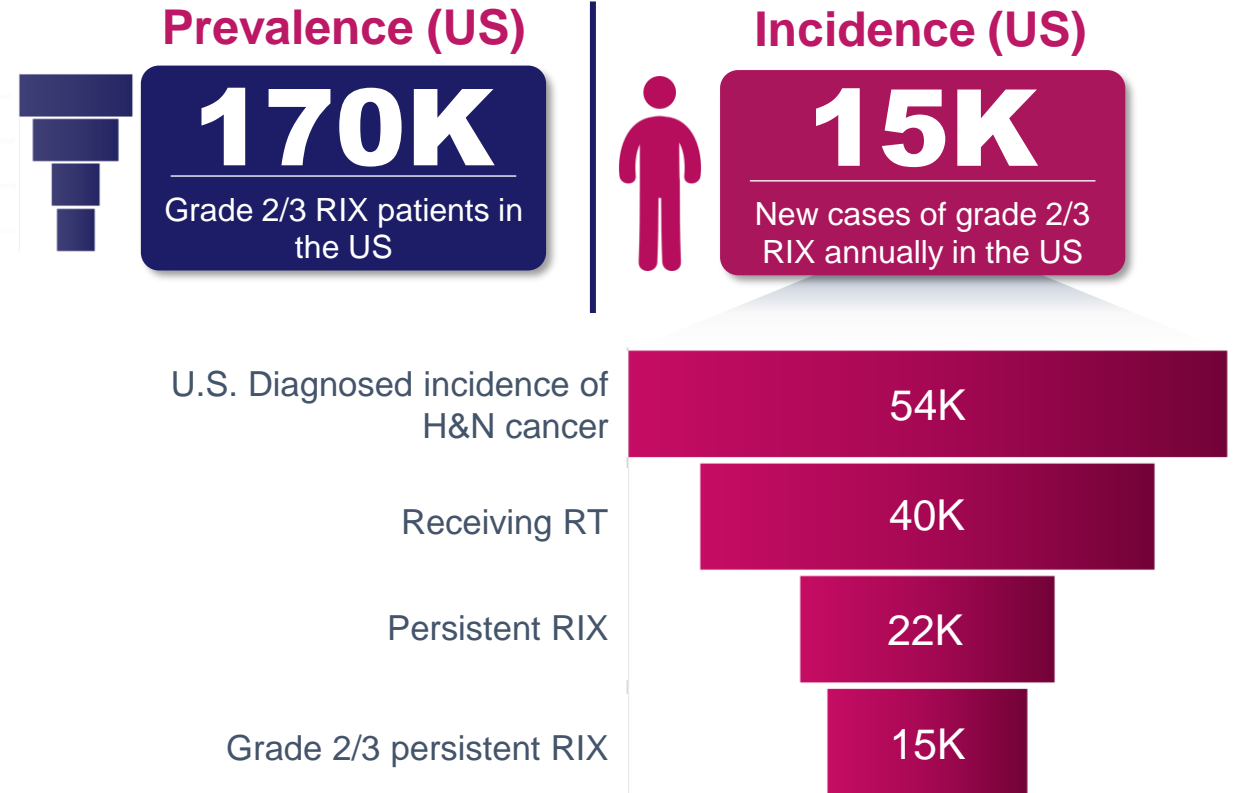 Prevalence (US)
170K
Grade 2/3 RIX patients in
the US
Incidence (US)
15K
New cases of grade 2/3
RIX annually in the US
U.S. Diagnosed incidence of
H&N cancer
54K
Receiving RT
40K
Persistent RIX
22K
Grade 2/3 persistent RIX
15K